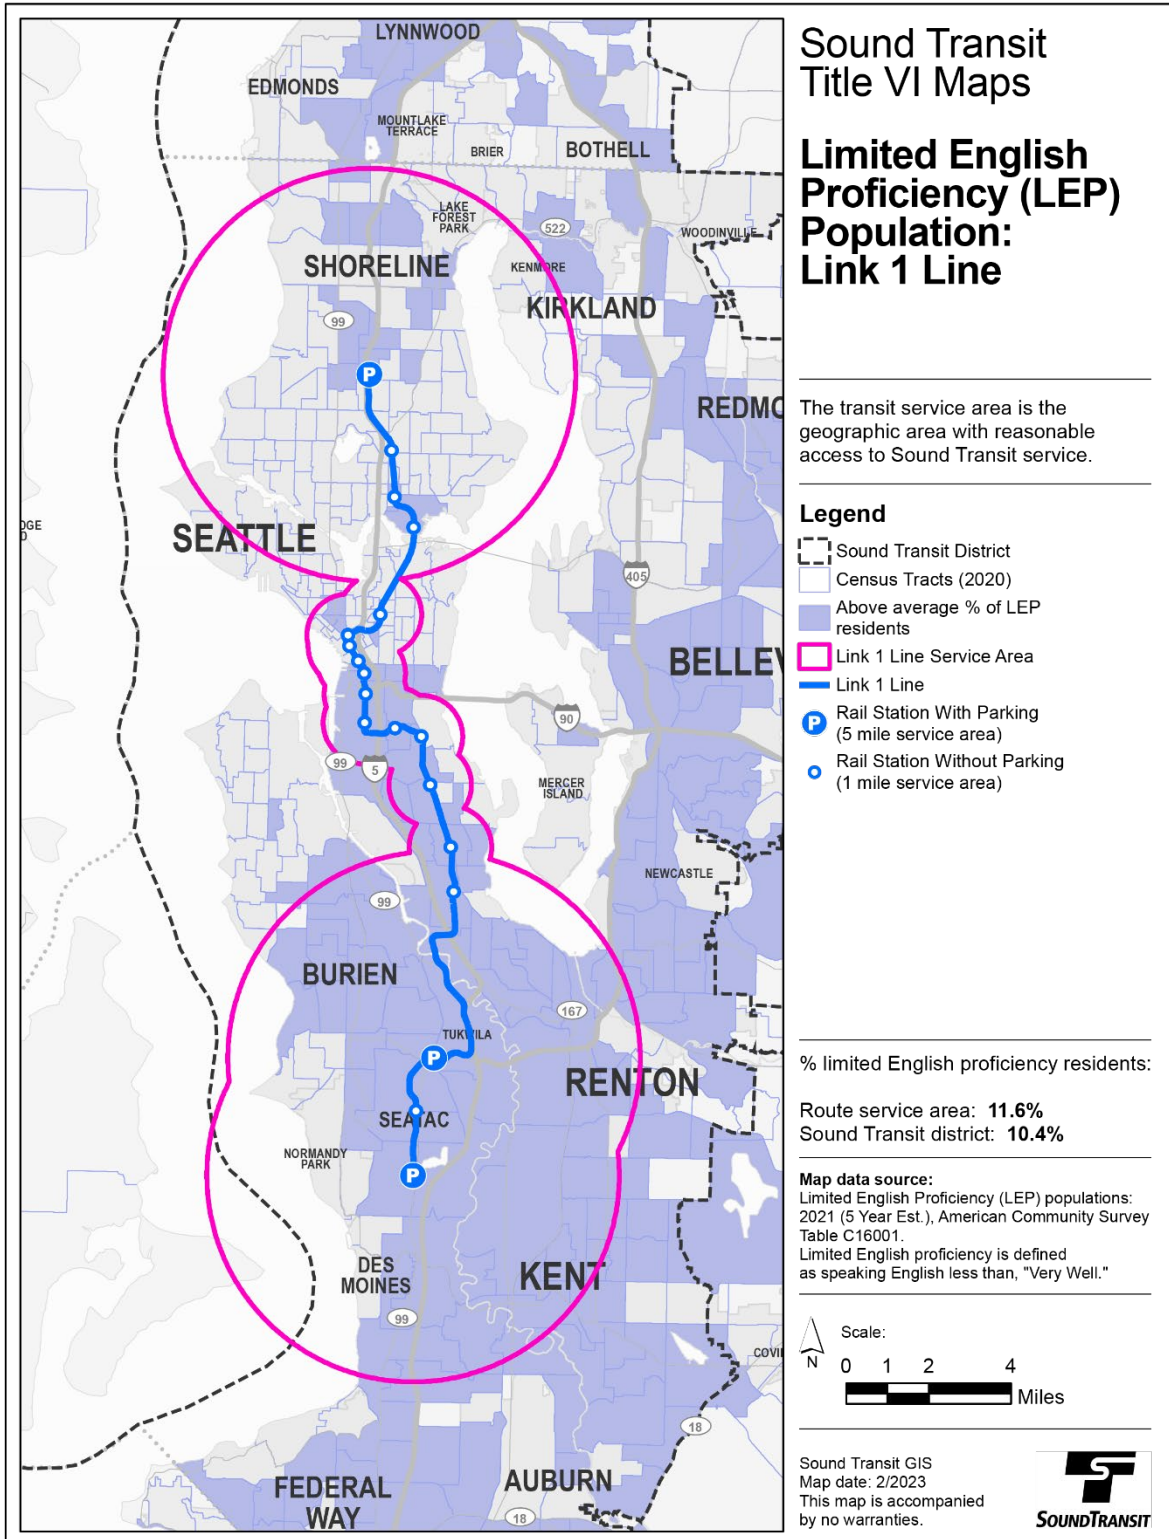 LYNNWOOD
EDMONDS
MOUNTLAKE
TERRACE
BRIER
BOTHELL
LAKE
FOREST
PARK
522
WOODINVILLE
SHORELINE
KENMORE
KIRKLAND
99
P
REDMO
SEATTLE
405
BELLEV
90
99
5
MERCER
ISLAND
NEWCASTLE
99
BURIEN
167
TUKWILA
P
RENTON
SEATAC
NORMANDY
PARK
P
DES
MOINES
KENT
99
COVI
18
FEDERAL
WAY
AUBURN
18
Sound Transit
Title VI Maps
Limited English
Proficiency (LEP)
Population:
Link 1 Line
The transit service area is the
geographic area with reasonable
access to Sound Transit service.
Legend
Sound Transit District
Census Tracts (2020)
Above average % of LEP
residents
Link 1 Line Service Area
Link 1 Line
P Rail Station With Parking
(5 mile service area)
Rail Station Without Parking
(1 mile service area)
% limited English proficiency residents:
Route service area: 11.6%
Sound Transit district: 10.4%
Map data source:
Limited English Proficiency (LEP) populations:
2021 (5 Year Est.), American Community Survey
Table C16001.
Limited English proficiency is defined
as speaking English less than, "Very Well."
N
Scale:
0 1 2 4
Miles
Sound Transit GIS
Map date: 2/2023
This map is accompanied
by no warranties.
SOUNDTRANSIT